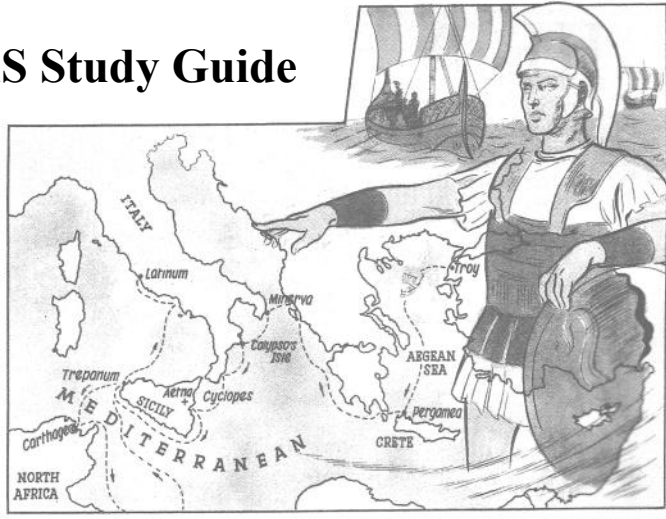 S Study Guide
ITALY
Latinum
Minerva
Troy
Calypso's
Isle
AEGEAN
SEA
Trepanum
Aetna
Cyclopes
SICILY
Pergamea
MEDITERRANEAN
Carthage
CRETE
NORTH
AFRICA